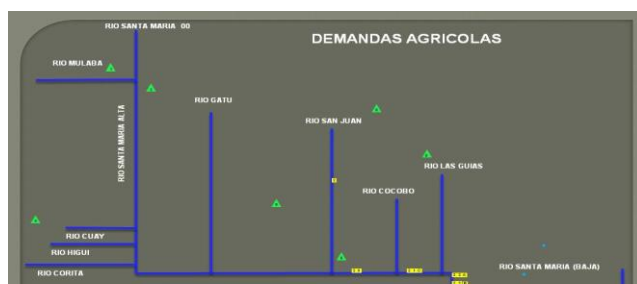 RIO SANTA MARIA 00
DEMANDAS AGRICOLAS
RIO MULABA
RIO GATU
RIO SANTA MARIA ALTA
RIO SAN JUAN
RIO LAS GUIAS
RIO COCOBO
RIO CUAY
RIO HIGUI
RIO SANTA MARIA (BAJA)
RIO CORITA